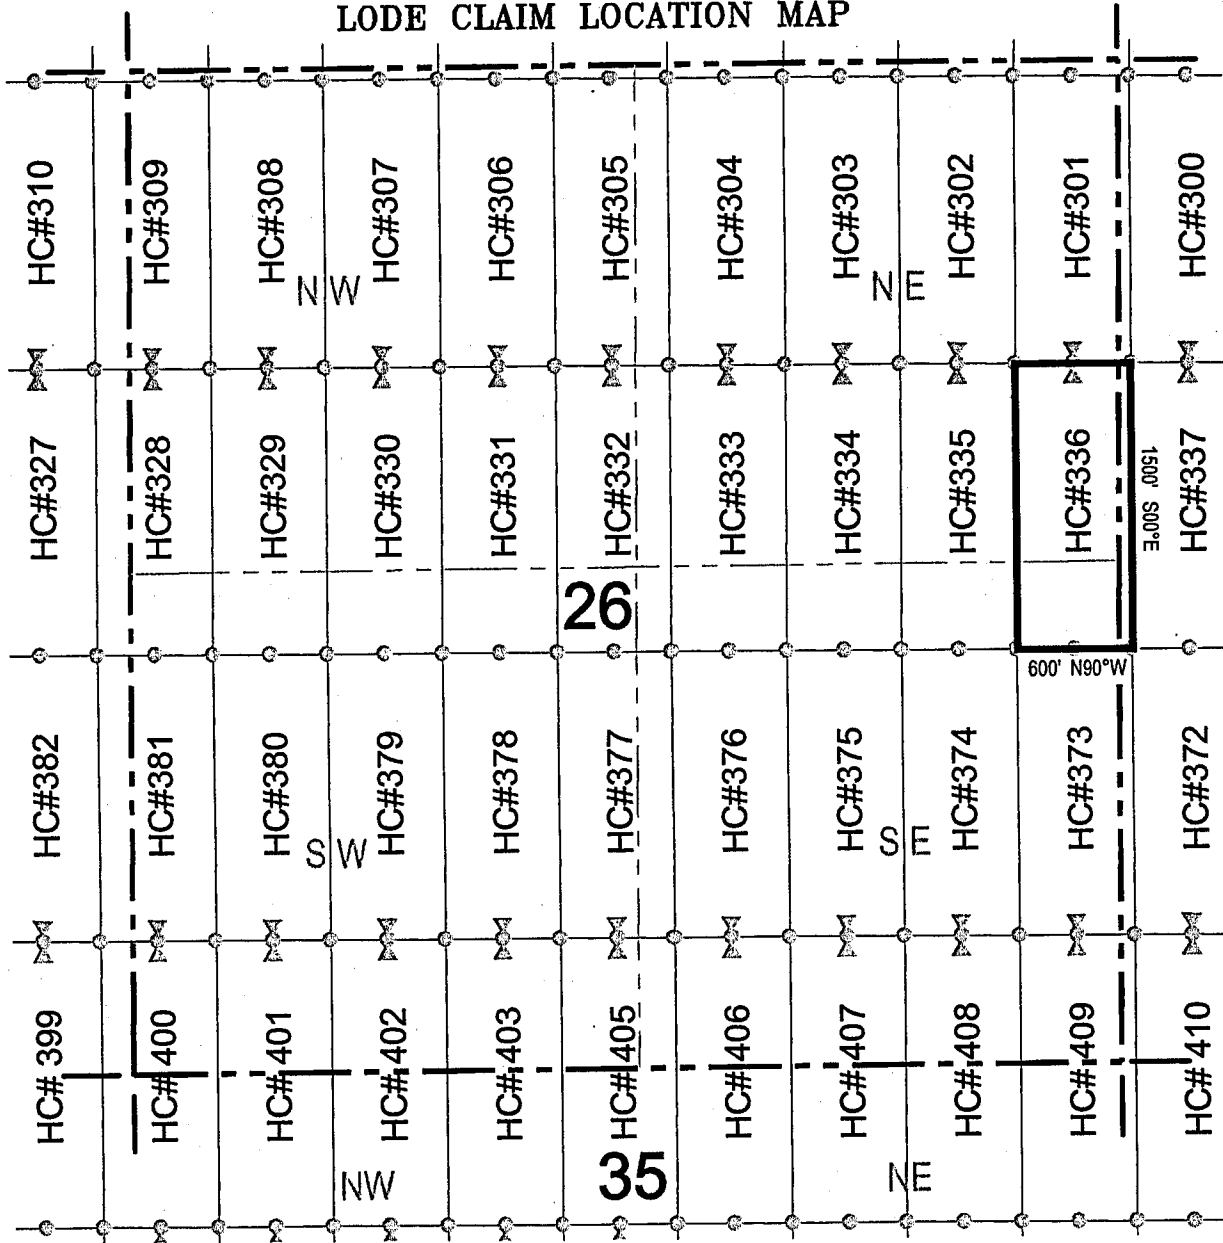 LODE CLAIM LOCATION MAP
HC#310
HC#309
HC#308
HC#307
HC#306
HC#305
HC#304
HC#303
HC#302
HC#301
HC#300
NW
NE
HC#327
HC#328
HC#329
HC#330
HC#331
HC#332
HC#333
HC#334
HC#335
HC#336
1500' S00°E
HC#337
26
600' N90°W
HC#382
HC#381
HC#380
HC#379
HC#378
HC#377
HC#376
HC#375
HC#374
HC#373
HC#372
SW
SE
HC# 399
HC# 400
HC# 401
HC# 402
HC# 403
HC# 405
HC# 406
HC# 407
HC# 408
HC# 409
HC# 410
35
NW
NE